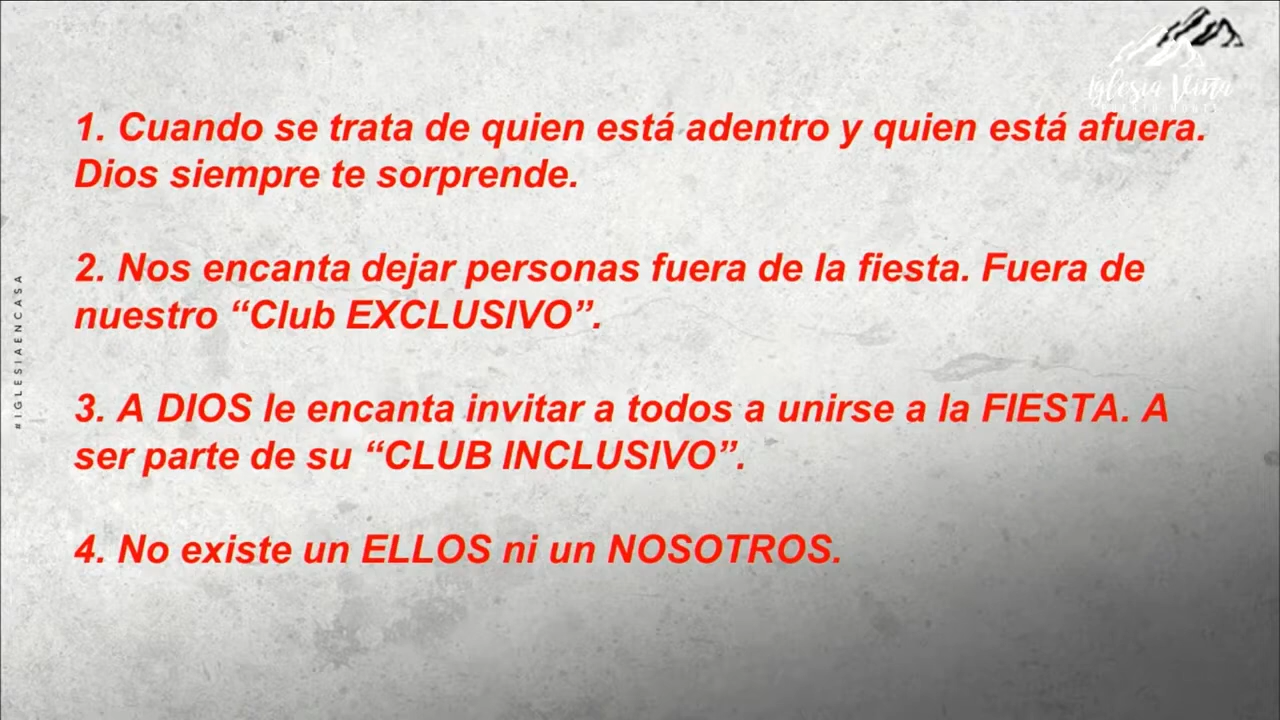 Iglesia Viña
1. Cuando se trata de quien está adentro y quien está afuera.
Dios siempre te sorprende.
2. Nos encanta dejar personas fuera de la fiesta. Fuera de
nuestro “Club EXCLUSIVO”.
3. A DIOS le encanta invitar a todos a unirse a la FIESTA. A
ser parte de su “CLUB INCLUSIVO”.
4. No existe un ELLOS ni un NOSOTROS.
#IGLESIAENCASA